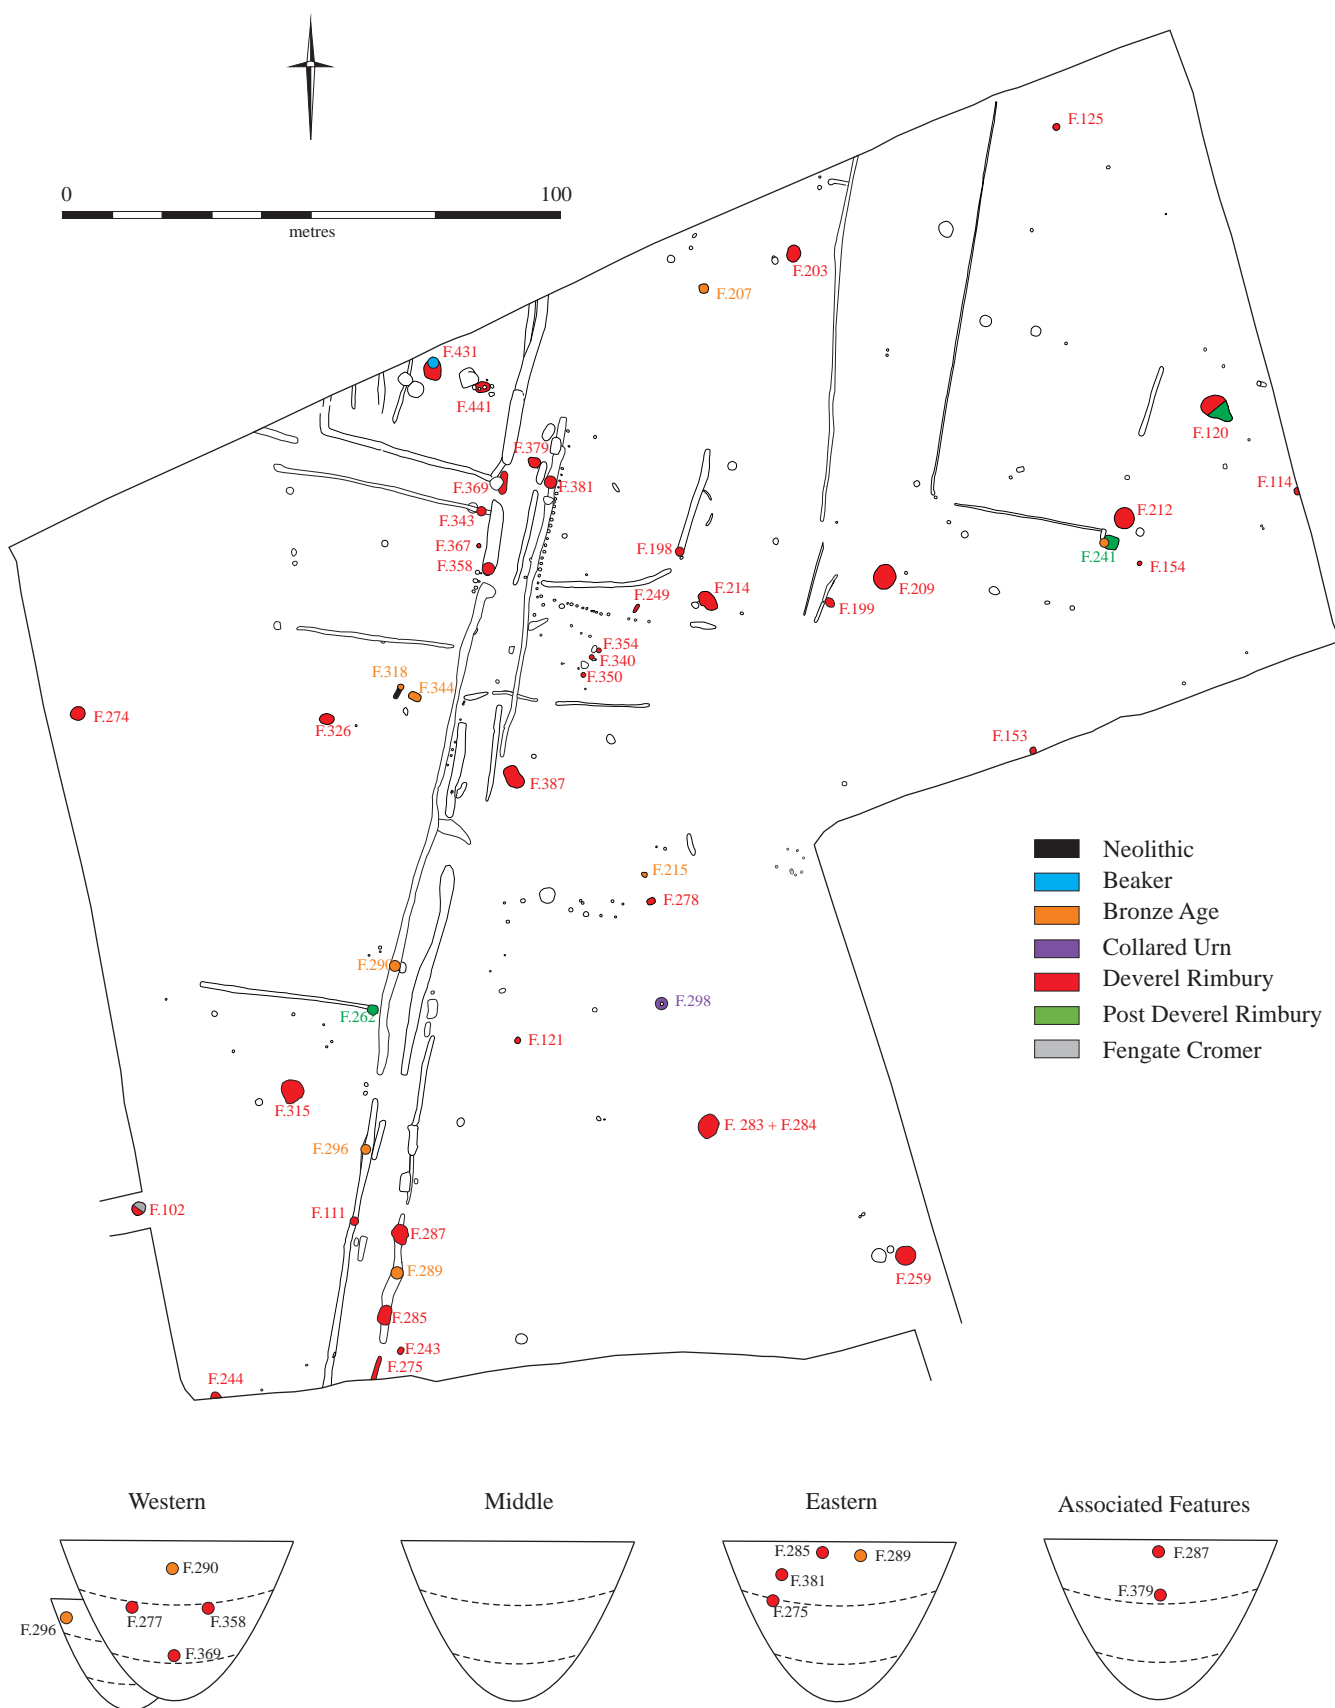 0 100
metres
F.125
F.203
F.207
F.431
F.441
F.120
F.379
F.369
F.381
F.114
F.343
F.212
F.367
F.198
F.241
F.358
F.154
F.249
F.214
F.209
F.199
F.354
F.340
F.318
F.350
F.344
F.274
F.326
F.153
F.387
Neolithic
Beaker
F.215
F.278
Bronze Age
Collared Urn
F.290
Deverel Rimbury
F.298
F.262
Post Deverel Rimbury
F.121
Fengate Cromer
F.315
F. 283 + F.284
F.296
F.102
F.111
F.287
F.289
F.259
F.285
F.243
F.275
F.244
Western
Middle
Eastern
Associated Features
F.290
F.277
F.358
F.296
F.369
F.285
F.289
F.381
F.275
F.287
F.379